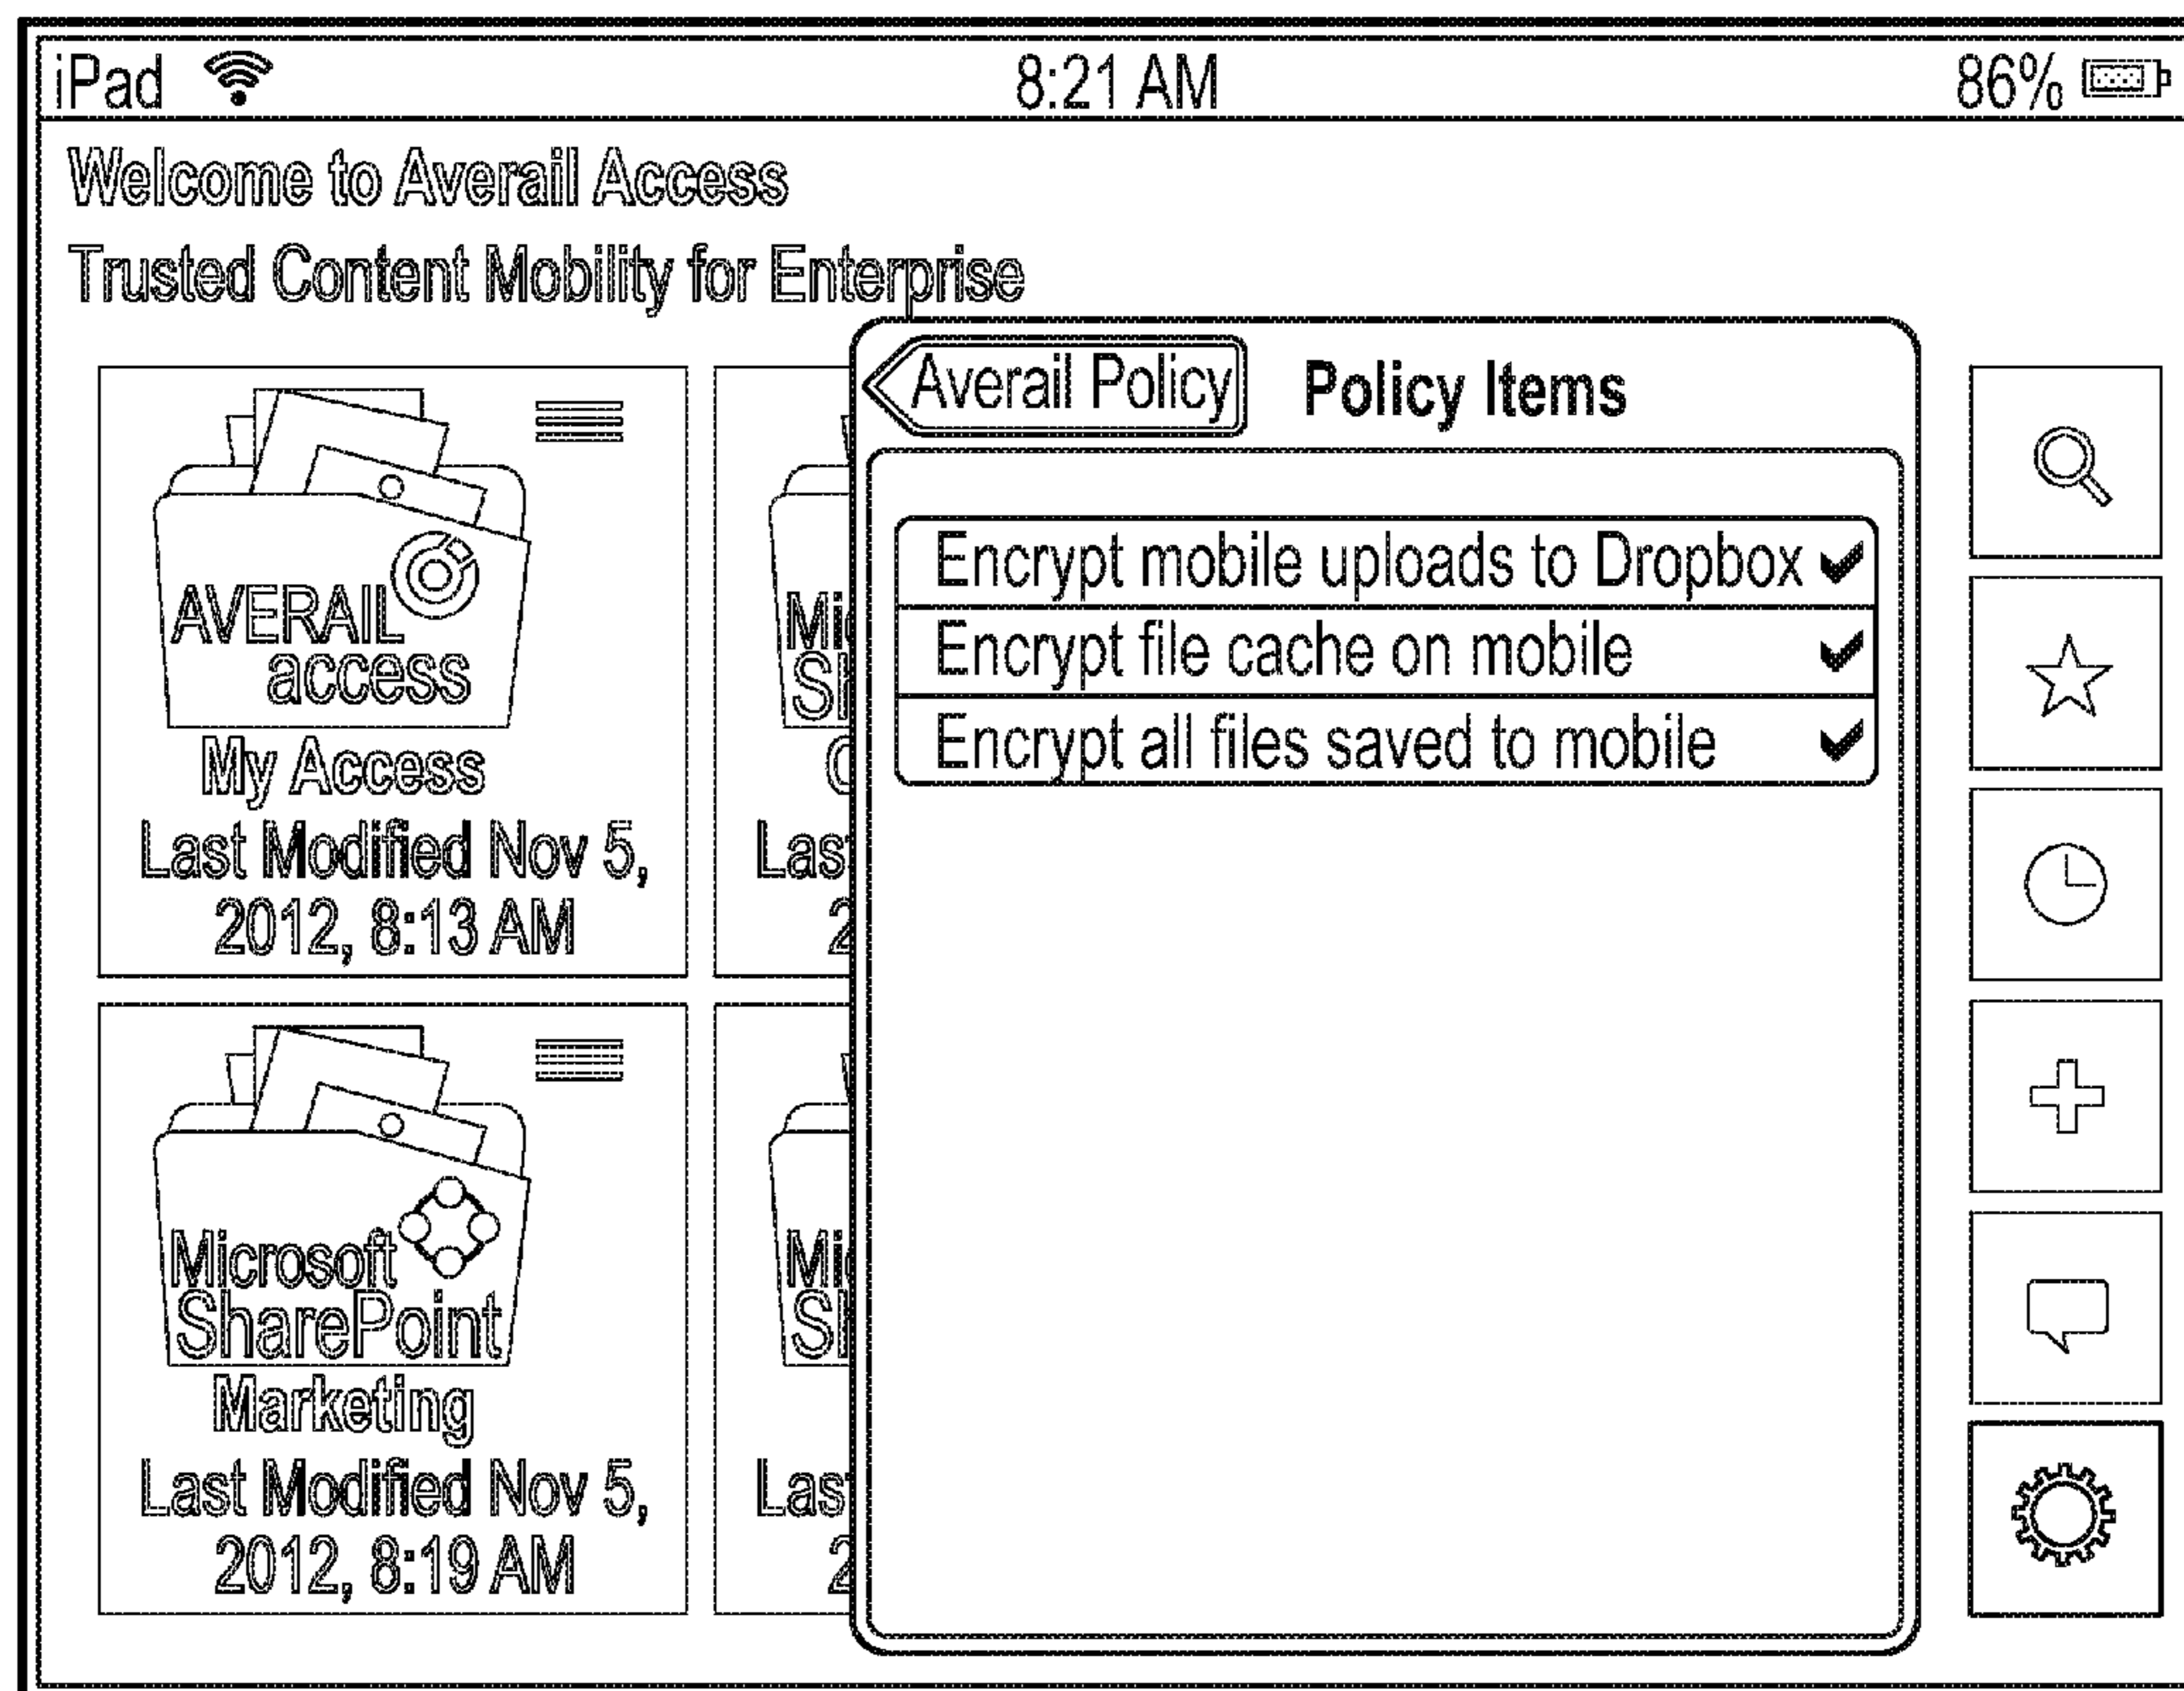 iPad 8:21 AM 86%
Welcome to Averail Access
Trusted Content Mobility for Enterprise
Averail Policy Policy Items
Encrypt mobile uploads to Dropbox
Encrypt file cache on mobile
Encrypt all files saved to mobile
AVERAIL
access
My Access
Last Modified Nov 5,
2012, 8:13 AM
Microsoft
SharePoint
Marketing
Last Modified Nov 5,
2012, 8:19 AM